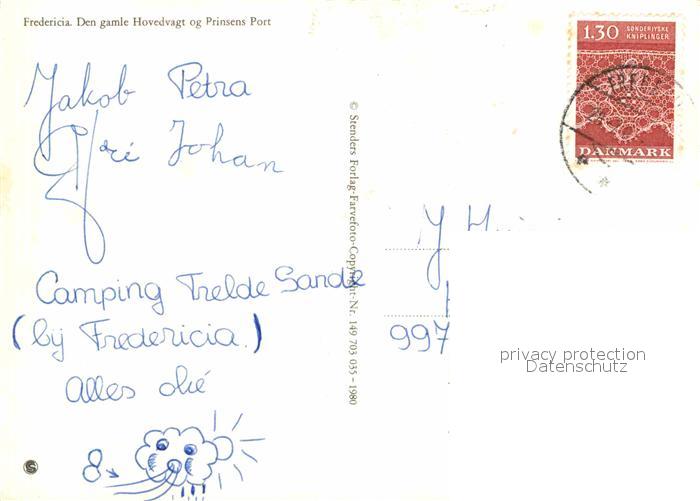 Fredericia. Den gamle Hovedvagt og Prinsens Port
Jakob Petra
Johan
Camping Trelde Sande
(bij Fredericia.)
Alles oké
8
© Stenders Forlag-Farvefoto-Copyright-Nr. 149 703 035 - 1980
1.30 SØNDERJYSKE
KNIPLINGER
DANMARK
997
privacy protection
Datenschutz